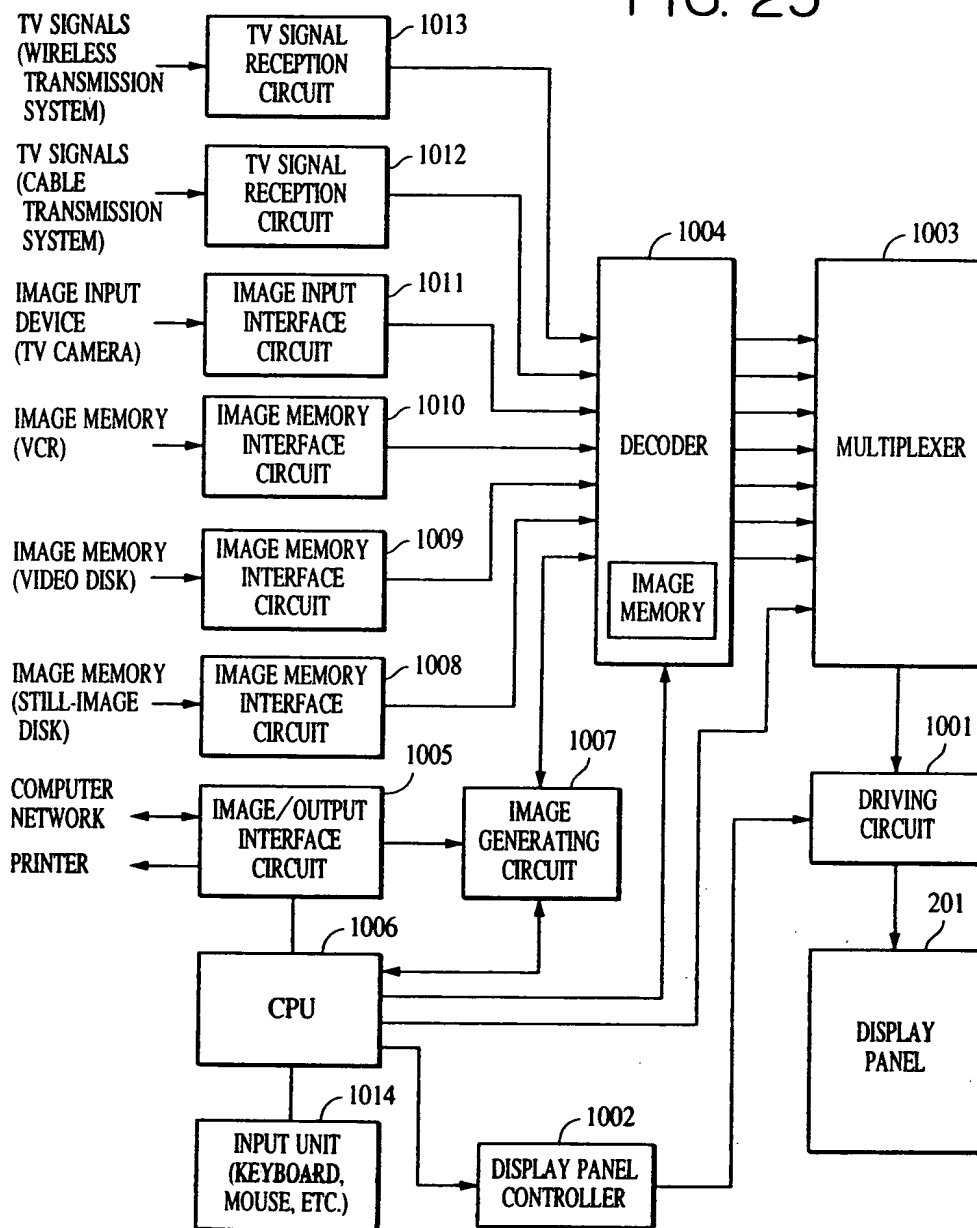 FIG. 25
TV SIGNALS
(WIRELESS
TRANSMISSION
SYSTEM)
TV SIGNAL
RECEPTION
CIRCUIT
1013
TV SIGNALS
(CABLE
TRANSMISSION
SYSTEM)
TV SIGNAL
RECEPTION
CIRCUIT
1012
IMAGE INPUT
DEVICE
(TV CAMERA)
IMAGE INPUT
INTERFACE
CIRCUIT
1011
IMAGE MEMORY
(VCR)
IMAGE MEMORY
INTERFACE
CIRCUIT
1010
IMAGE MEMORY
(VIDEO DISK)
IMAGE MEMORY
INTERFACE
CIRCUIT
1009
IMAGE MEMORY
(STILL-IMAGE
DISK)
IMAGE MEMORY
INTERFACE
CIRCUIT
1008
1004
DECODER
IMAGE
MEMORY
1003
MULTIPLEXER
COMPUTER
NETWORK
PRINTER
1005
IMAGE/OUTPUT
INTERFACE
CIRCUIT
1007
IMAGE
GENERATING
CIRCUIT
1001
DRIVING
CIRCUIT
1006
CPU
201
DISPLAY
PANEL
1014
INPUT UNIT
(KEYBOARD,
MOUSE, ETC.)
1002
DISPLAY PANEL
CONTROLLER